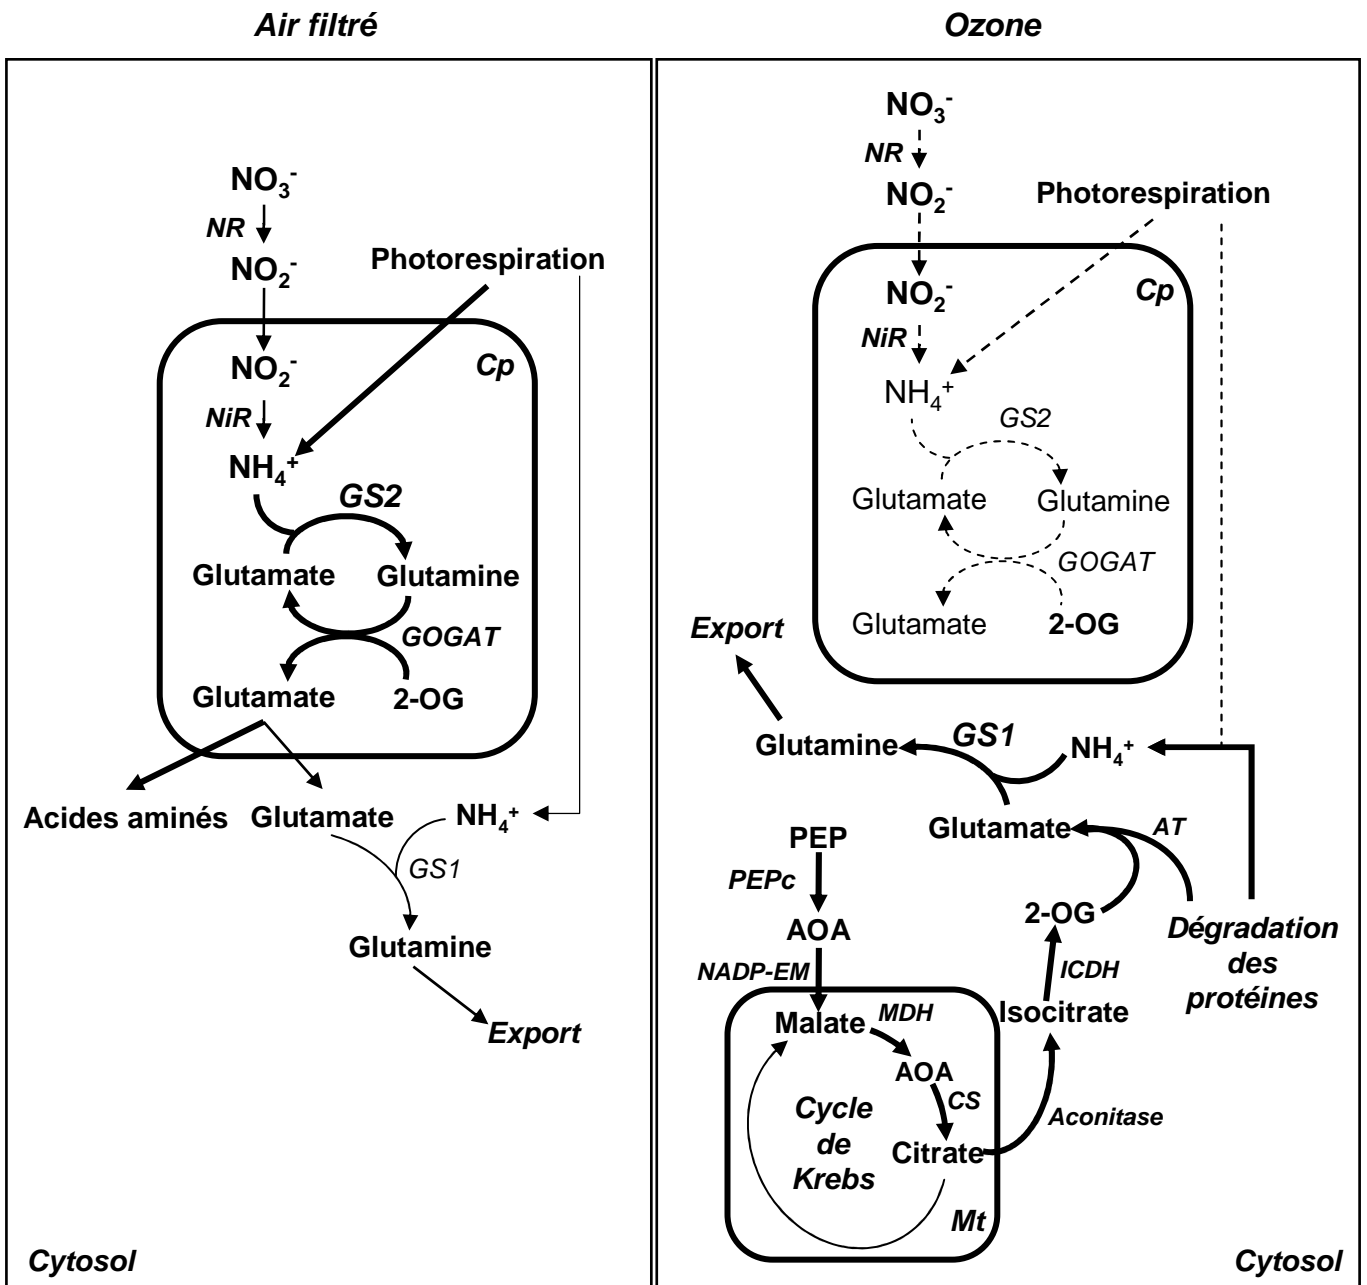 Air filtré
NO₃⁻
NR
NO₂⁻
Photorespiration
NO₂⁻
Cp
NiR
NH₄⁺
GS2
Glutamate Glutamine
GOGAT
Glutamate 2-OG
Acides aminés Glutamate NH₄⁺
GS1
Glutamine
Export
Cytosol
Ozone
NO₃⁻
NR
NO₂⁻
Photorespiration
NO₂⁻
Cp
NiR
NH₄⁺
GS2
Glutamate Glutamine
GOGAT
Glutamate 2-OG
Export
Glutamine GS1 NH₄⁺
Glutamate AT
PEP
PEPc
AOA
2-OG
Dégradation
des
protéines
NADP-EM
ICDH
Isocitrate
Malate MDH
AOA
CS
Aconitase
Cycle
de
Krebs
Citrate
Mt
Cytosol